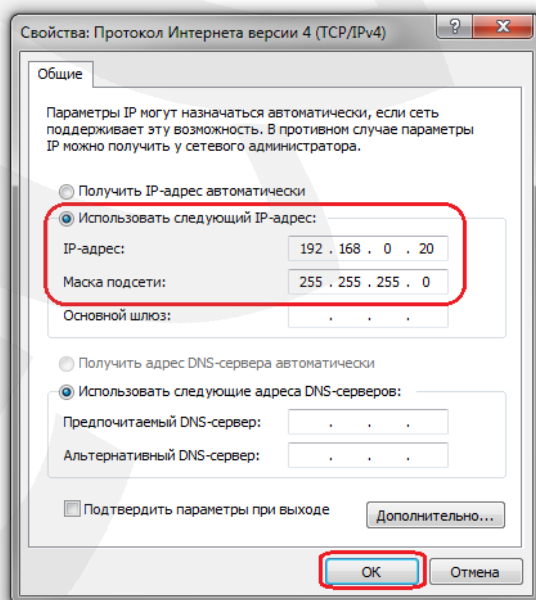 Свойства: Протокол Интернета версии 4 (TCP/IPv4)
Общие
Параметры IP могут назначаться автоматически, если сеть
поддерживает эту возможность. В противном случае параметры
IP можно получить у сетевого администратора.
Получить IP-адрес автоматически
Использовать следующий IP-адрес:
IP-адрес: 192 . 168 . 0 . 20
Маска подсети: 255 . 255 . 255 . 0
Основной шлюз: . . .
Получить адрес DNS-сервера автоматически
Использовать следующие адреса DNS-серверов:
Предпочитаемый DNS-сервер: . . .
Альтернативный DNS-сервер: . . .
Подтвердить параметры при выходе
Дополнительно...
ОК Отмена